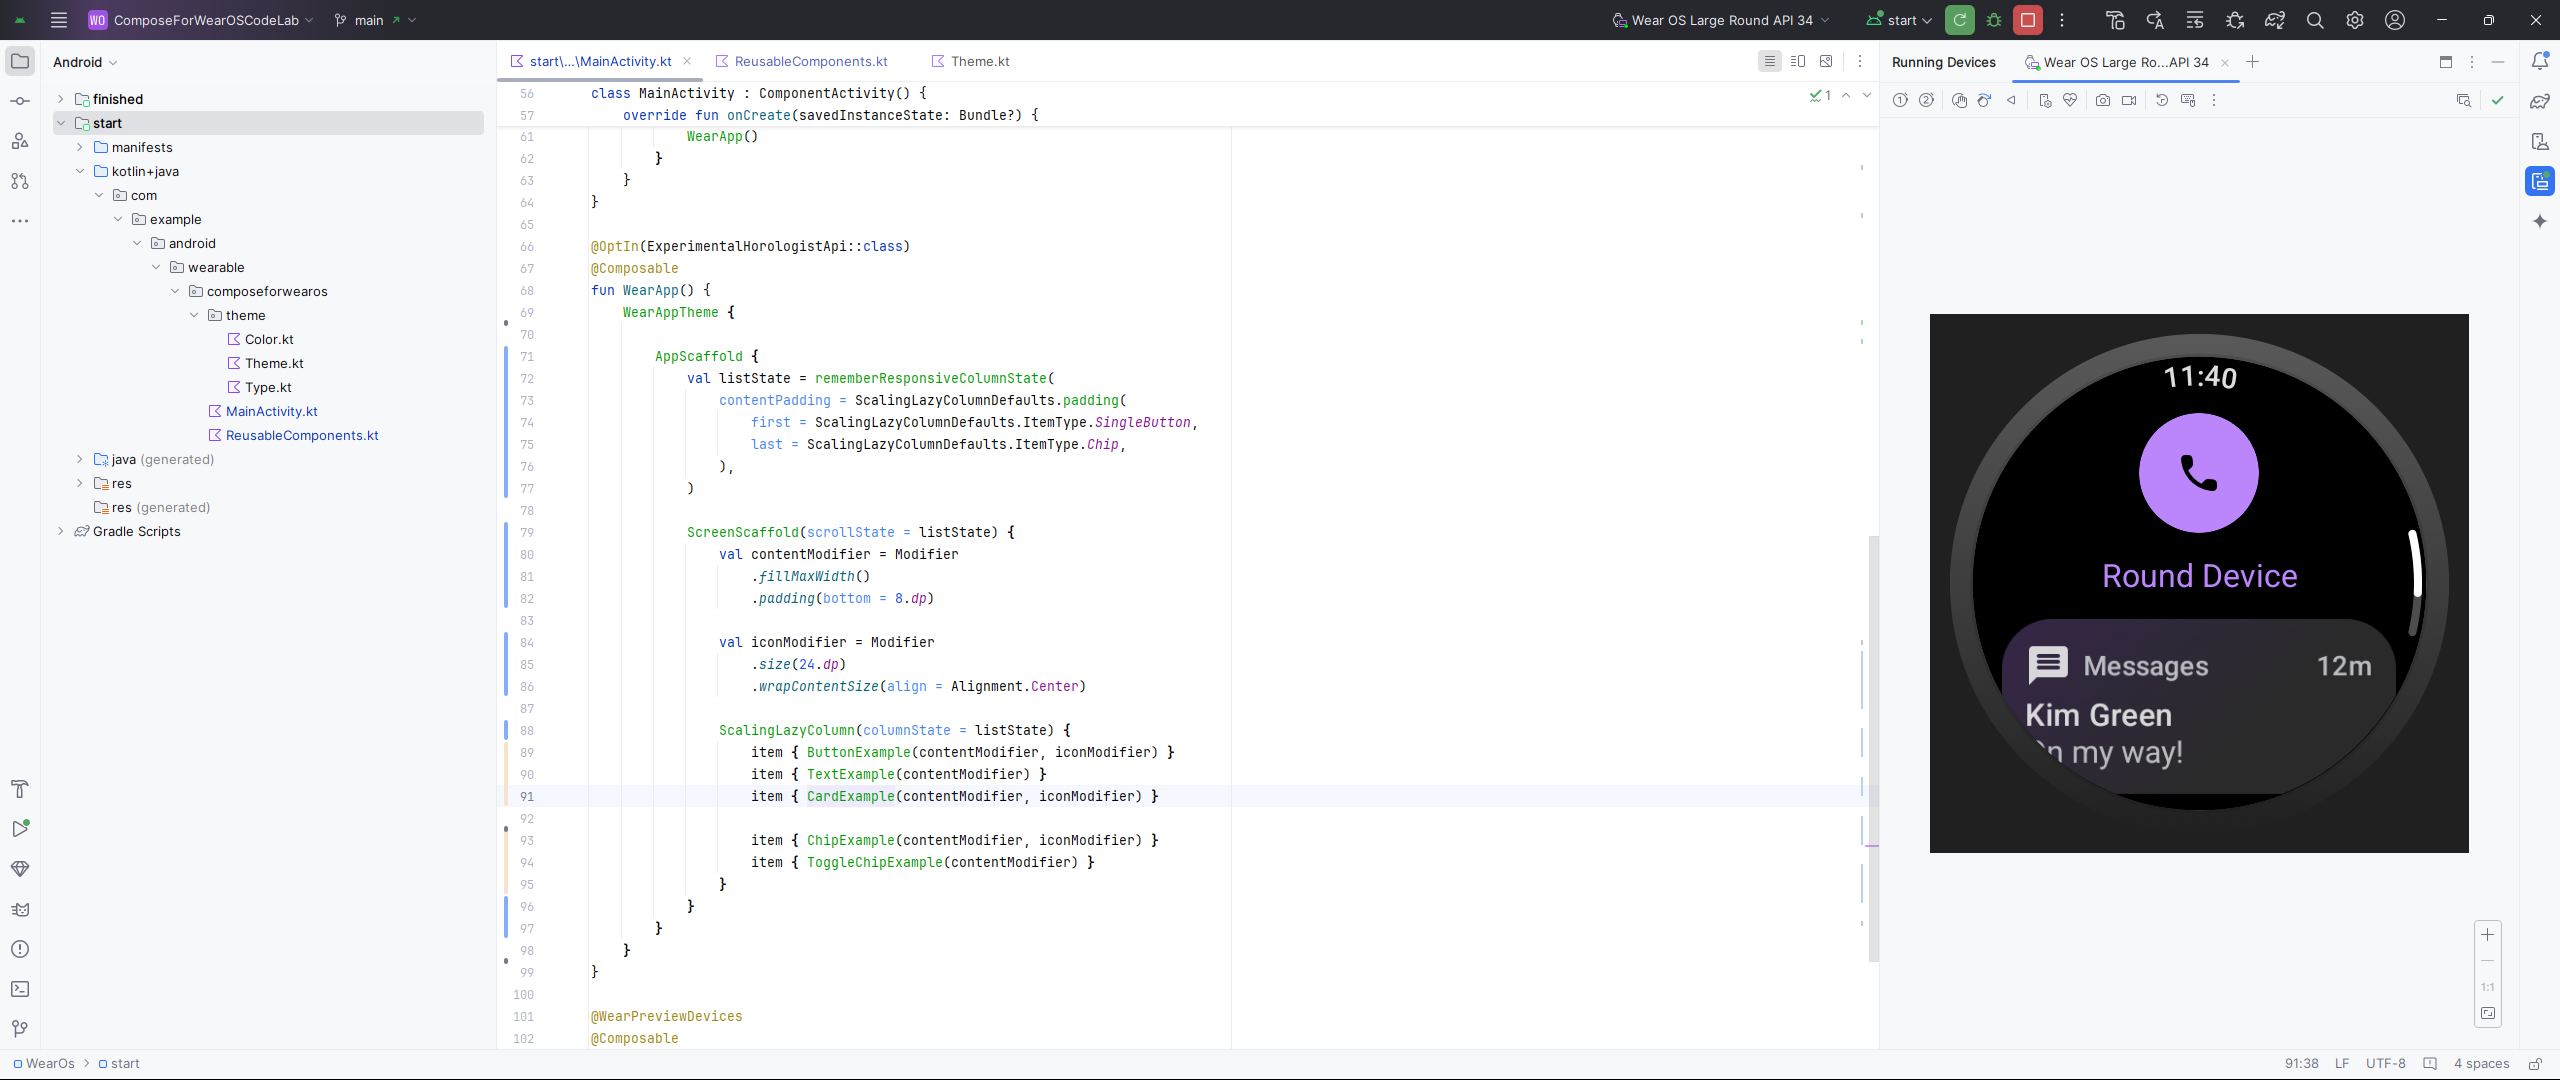 WO ComposeForWearOSCodeLab main
Wear OS Large Round API 34 start
Android
finished
start
manifests
kotlin+java
com
example
android
wearable
composeforwearos
theme
Color.kt
Theme.kt
Type.kt
MainActivity.kt
ReusableComponents.kt
java (generated)
res
res (generated)
Gradle Scripts
start\...\MainActivity.kt ReusableComponents.kt Theme.kt
1
56 class MainActivity : ComponentActivity() {
57 override fun onCreate(savedInstanceState: Bundle?) {
61 WearApp()
62 }
63 }
64 }
65
66 @OptIn(ExperimentalHorologistApi::class)
67 @Composable
68 fun WearApp() {
69 WearAppTheme {
70
71 AppScaffold {
72 val listState = rememberResponsiveColumnState(
73 contentPadding = ScalingLazyColumnDefaults.padding(
74 first = ScalingLazyColumnDefaults.ItemType.SingleButton,
75 last = ScalingLazyColumnDefaults.ItemType.Chip,
76 ),
77 )
78
79 ScreenScaffold(scrollState = listState) {
80 val contentModifier = Modifier
81 .fillMaxWidth()
82 .padding(bottom = 8.dp)
83
84 val iconModifier = Modifier
85 .size(24.dp)
86 .wrapContentSize(align = Alignment.Center)
87
88 ScalingLazyColumn(columnState = listState) {
89 item { ButtonExample(contentModifier, iconModifier) }
90 item { TextExample(contentModifier) }
91 item { CardExample(contentModifier, iconModifier) }
92
93 item { ChipExample(contentModifier, iconModifier) }
94 item { ToggleChipExample(contentModifier) }
95 }
96 }
97 }
98 }
99 }
100
101 @WearPreviewDevices
102 @Composable
Running Devices Wear OS Large Ro...API 34
11:40
Round Device
Messages 12m
Kim Green
n my way!
1:1
WearOs start
91:38 LF UTF-8 4 spaces